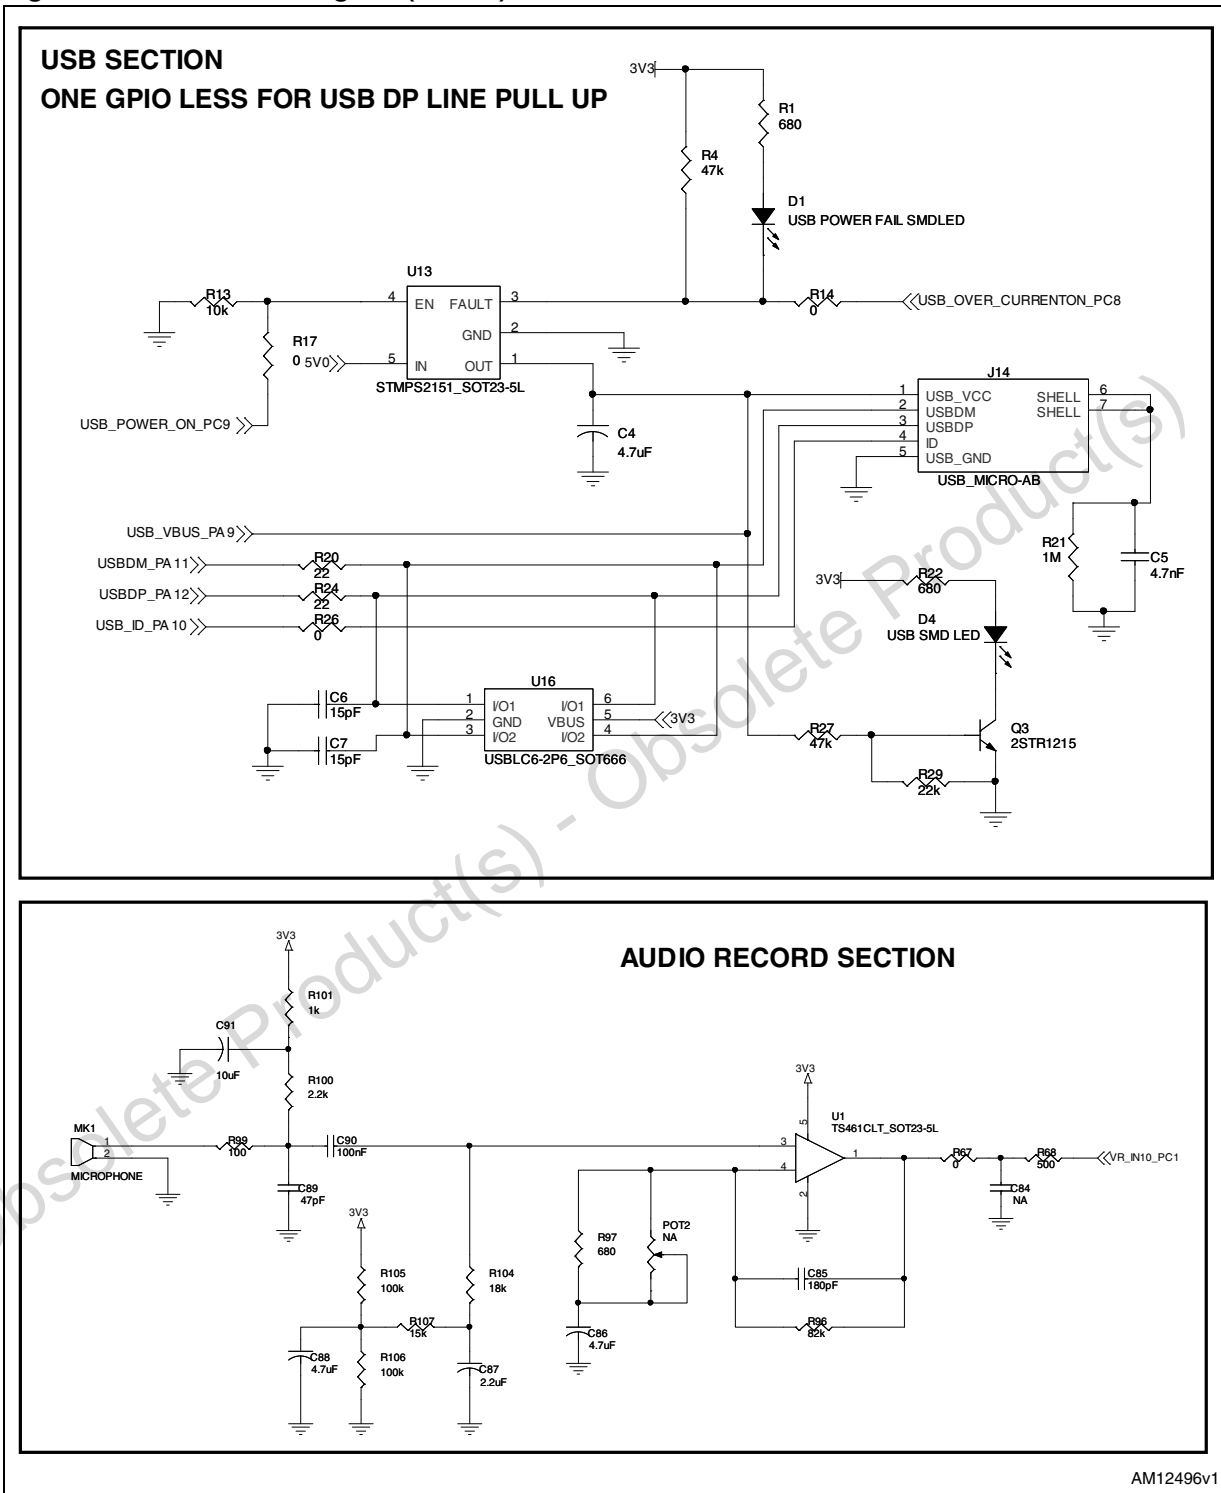 USB SECTION
ONE GPIO LESS FOR USB DP LINE PULL UP
3V3
R1
680
R4
47k
D1
USB POWER FAIL SMDLED
U13
R13
10k
4
EN
FAULT
3
R14
0
USB_OVER_CURRENTON_PC8
GND
2
R17
0
5V0
5
IN
OUT
1
STMPS2151_SOT23-5L
USB_POWER_ON_PC9
C4
4.7uF
J14
1
USB_VCC
SHELL
6
2
USBDM
SHELL
7
3
USBDP
4
ID
5
USB_GND
USB_MICRO-AB
USB_VBUS_PA9
USBDM_PA11
R20
22
USBDP_PA12
R24
22
USB_ID_PA10
R26
0
R21
1M
C5
4.7nF
3V3
R22
680
D4
USB SMD LED
U16
C6
15pF
1
I/O1
I/O1
6
2
GND
VBUS
5
3V3
3
I/O2
I/O2
4
C7
15pF
USBLC6-2P6_SOT666
R27
47k
Q3
2STR1215
R29
22k
AUDIO RECORD SECTION
3V3
R101
1k
C91
10uF
R100
2.2k
MK1
1
2
MICROPHONE
R99
100
C90
100nF
C89
47pF
3V3
U1
TS461CLT_SOT23-5L
5
3
4
1
2
R67
0
R68
500
VR_IN10_PC1
C84
NA
3V3
R97
680
POT2
NA
R105
100k
R104
18k
C85
180pF
R107
15k
R96
82k
C86
4.7uF
C88
4.7uF
R106
100k
C87
2.2uF
AM12496v1
Obsolete Product(s) - Obsolete Product(s)